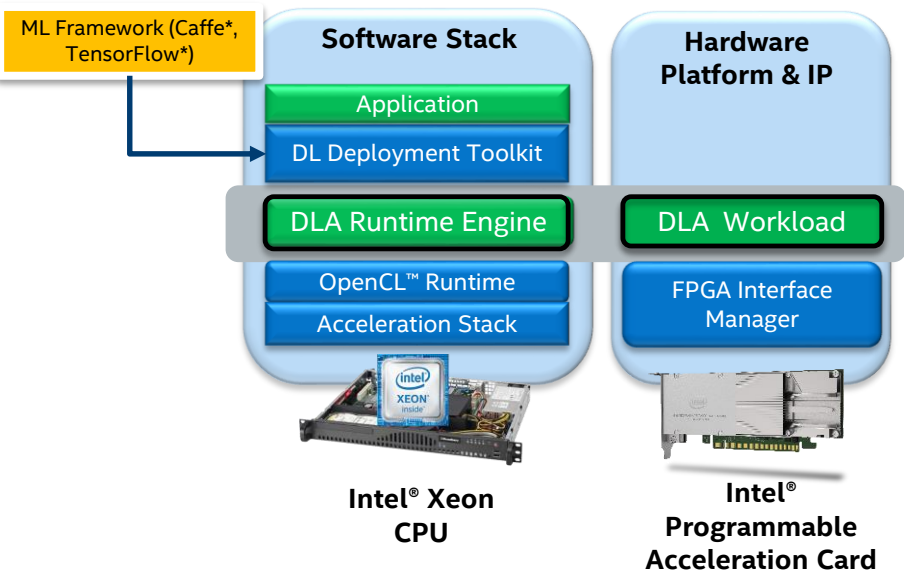 ML Framework (Caffe*,
TensorFlow*)
Software Stack
Application
DL Deployment Toolkit
DLA Runtime Engine
OpenCL™ Runtime
Acceleration Stack
Hardware
Platform & IP
DLA Workload
FPGA Interface
Manager
intel
XEON
inside
Intel® Xeon
CPU
Intel®
Programmable
Acceleration Card